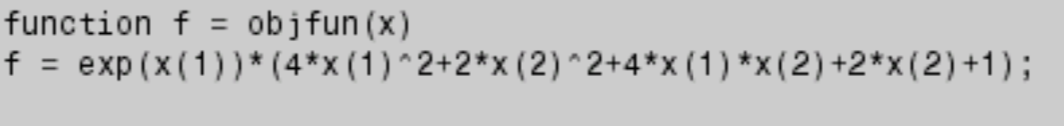 function f = objfun(x)
f = exp(x(1))*(4*x(1)^2+2*x(2)^2+4*x(1)*x(2)+2*x(2)+1);